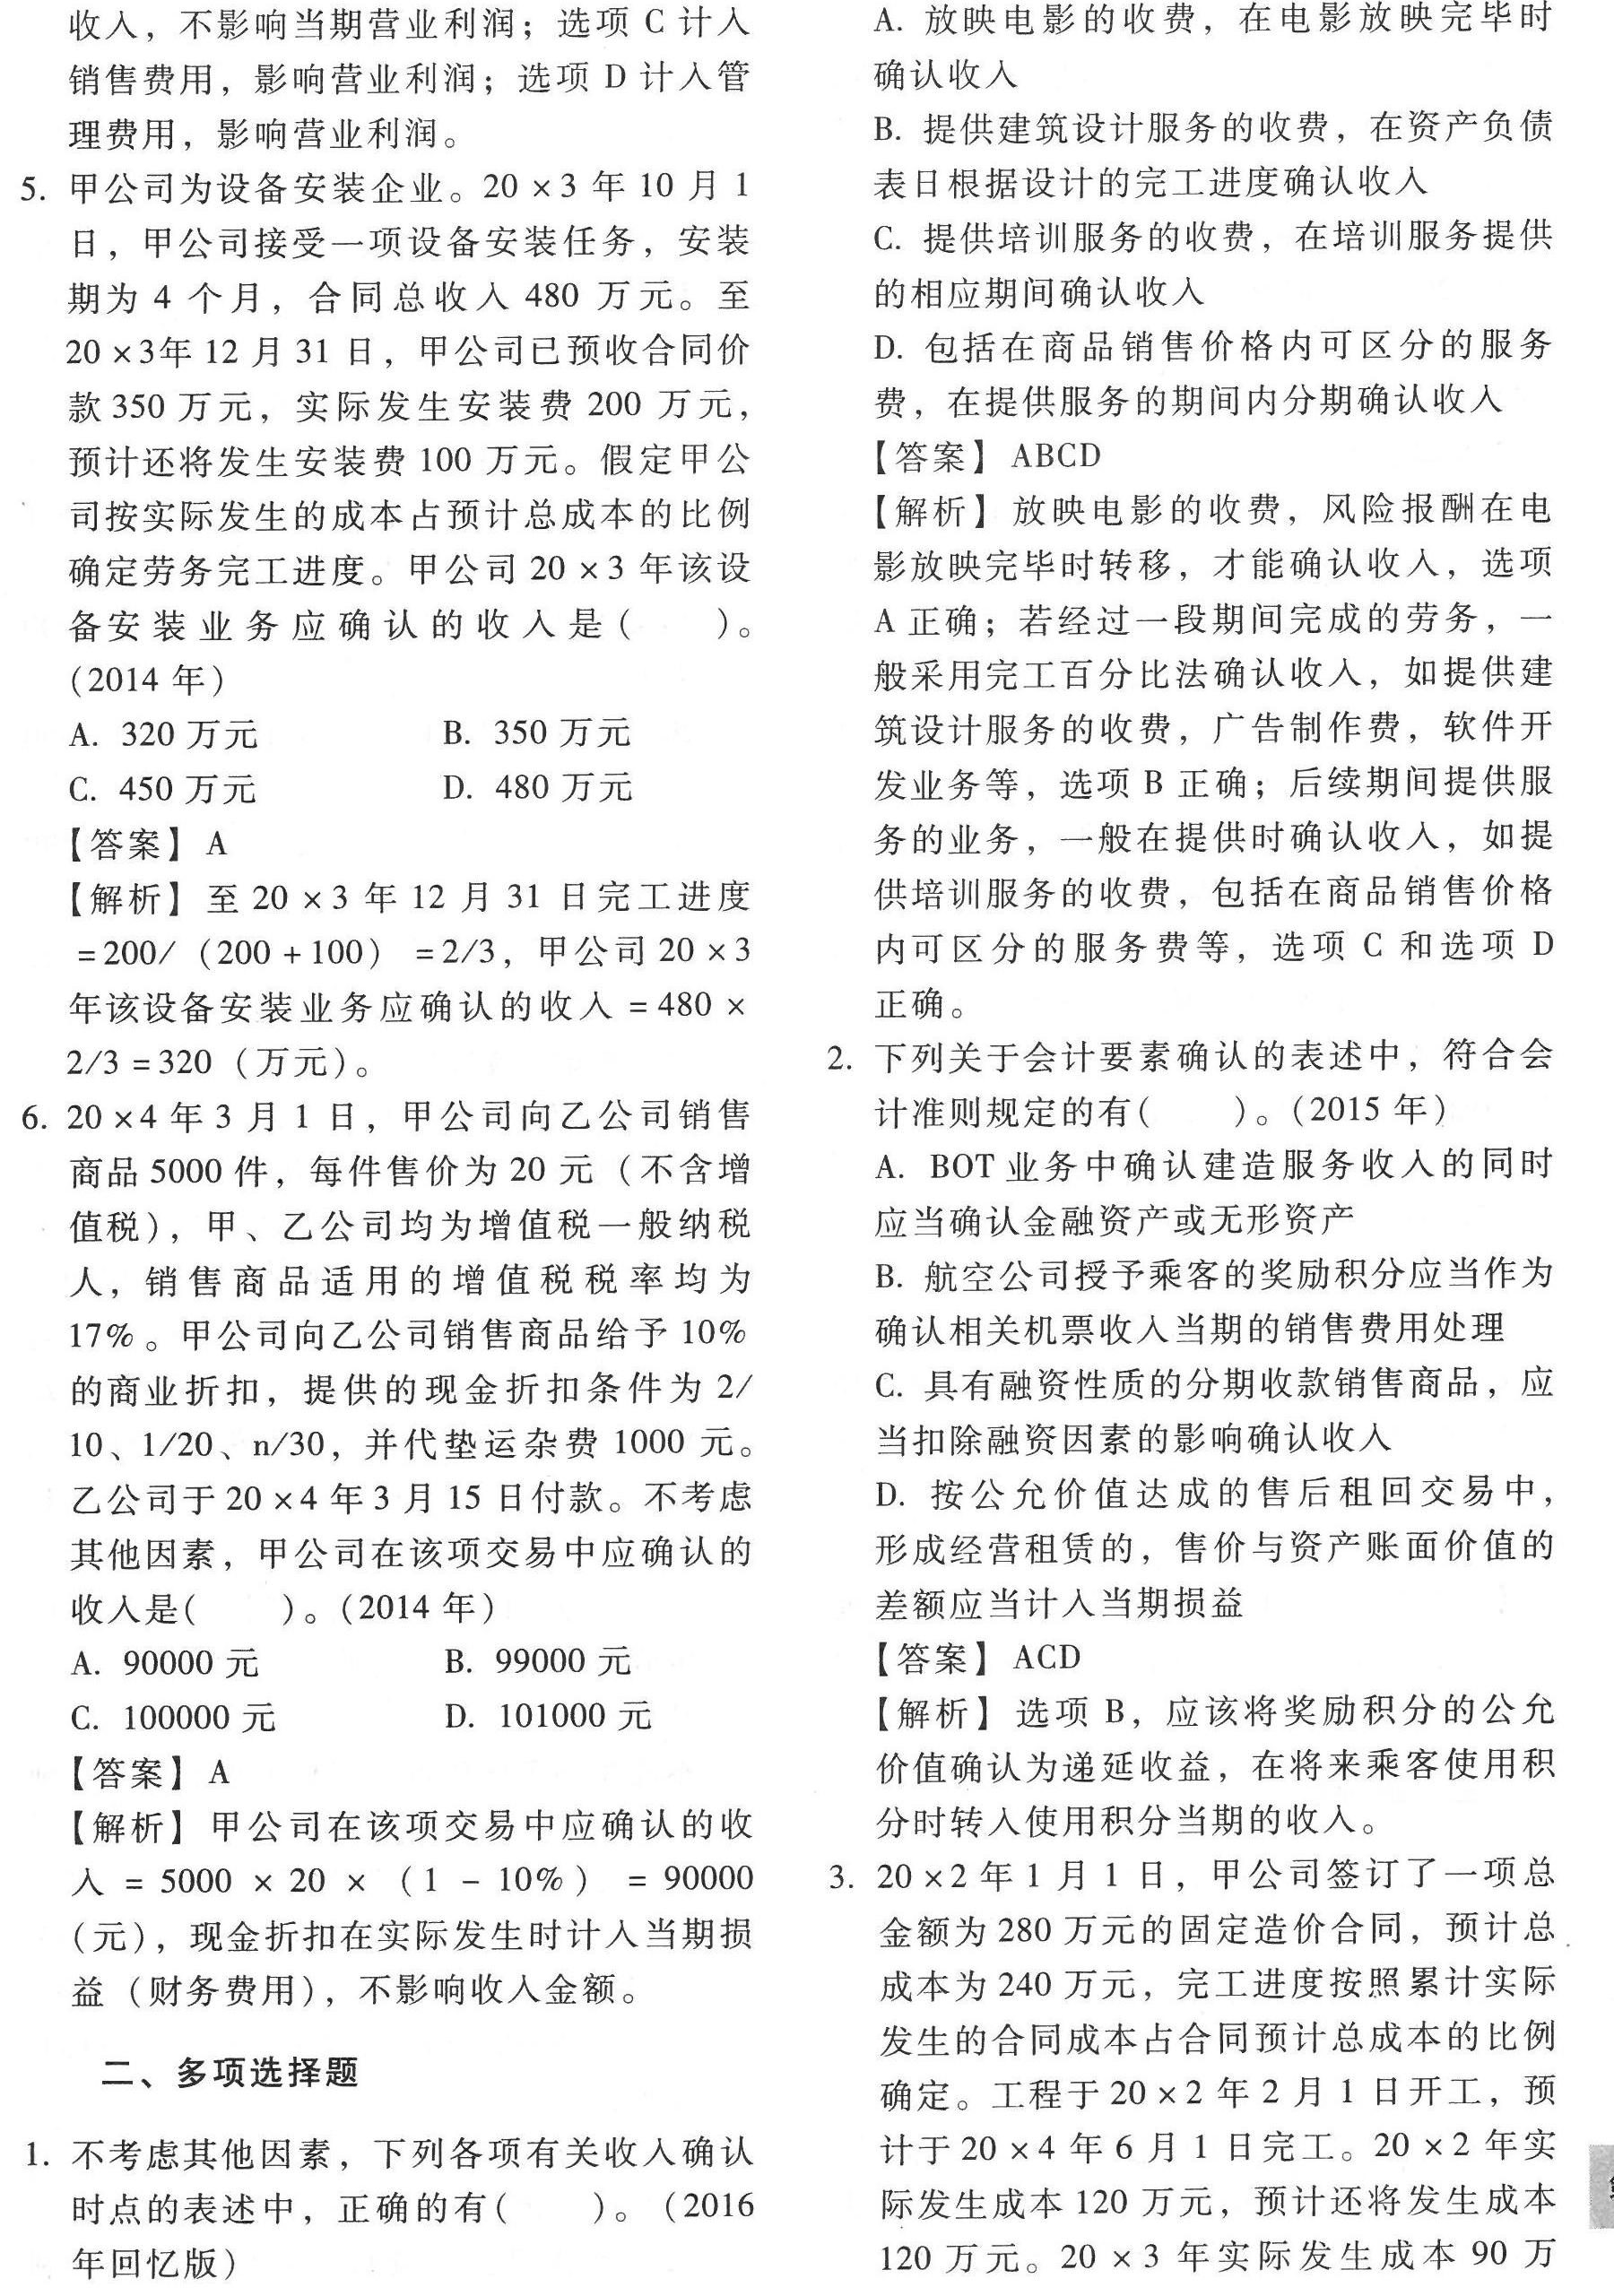 收入，不影响当期营业利润；选项 C 计入
销售费用，影响营业利润；选项 D 计入管
理费用，影响营业利润。
5. 甲公司为设备安装企业。20 × 3 年 10 月 1
日，甲公司接受一项设备安装任务，安装
期为 4 个月，合同总收入 480 万元。至
20 × 3年 12 月 31 日，甲公司已预收合同价
款 350 万元，实际发生安装费 200 万元，
预计还将发生安装费 100 万元。假定甲公
司按实际发生的成本占预计总成本的比例
确定劳务完工进度。甲公司 20 × 3 年该设
备安装业务应确认的收入是（　　）。
（2014 年）
A. 320 万元　　B. 350 万元
C. 450 万元　　D. 480 万元
【答案】 A
【解析】 至 20 × 3 年 12 月 31 日完工进度
= 200/ （200 + 100） = 2/3，甲公司 20 × 3
年该设备安装业务应确认的收入 = 480 ×
2/3 = 320 （万元）。
6. 20 × 4 年 3 月 1 日，甲公司向乙公司销售
商品 5000 件，每件售价为 20 元（不含增
值税），甲、乙公司均为增值税一般纳税
人，销售商品适用的增值税税率均为
17%。甲公司向乙公司销售商品给予 10%
的商业折扣，提供的现金折扣条件为 2/
10、1/20、n/30，并代垫运杂费 1000 元。
乙公司于 20 × 4 年 3 月 15 日付款。不考虑
其他因素，甲公司在该项交易中应确认的
收入是（　　）。（2014 年）
A. 90000 元　　B. 99000 元
C. 100000 元　　D. 101000 元
【答案】 A
【解析】 甲公司在该项交易中应确认的收
入 = 5000 × 20 × （1 - 10%） = 90000
（元），现金折扣在实际发生时计入当期损
益（财务费用），不影响收入金额。
二、多项选择题
1. 不考虑其他因素，下列各项有关收入确认
时点的表述中，正确的有（　　）。（2016
年回忆版）
A. 放映电影的收费，在电影放映完毕时
确认收入
B. 提供建筑设计服务的收费，在资产负债
表日根据设计的完工进度确认收入
C. 提供培训服务的收费，在培训服务提供
的相应期间确认收入
D. 包括在商品销售价格内可区分的服务
费，在提供服务的期间内分期确认收入
【答案】 ABCD
【解析】 放映电影的收费，风险报酬在电
影放映完毕时转移，才能确认收入，选项
A 正确；若经过一段期间完成的劳务，一
般采用完工百分比法确认收入，如提供建
筑设计服务的收费，广告制作费，软件开
发业务等，选项 B 正确；后续期间提供服
务的业务，一般在提供时确认收入，如提
供培训服务的收费，包括在商品销售价格
内可区分的服务费等，选项 C 和选项 D
正确。
2. 下列关于会计要素确认的表述中，符合会
计准则规定的有（　　）。（2015 年）
A. BOT 业务中确认建造服务收入的同时
应当确认金融资产或无形资产
B. 航空公司授予乘客的奖励积分应当作为
确认相关机票收入当期的销售费用处理
C. 具有融资性质的分期收款销售商品，应
当扣除融资因素的影响确认收入
D. 按公允价值达成的售后租回交易中，
形成经营租赁的，售价与资产账面价值的
差额应当计入当期损益
【答案】 ACD
【解析】 选项 B，应该将奖励积分的公允
价值确认为递延收益，在将来乘客使用积
分时转入使用积分当期的收入。
3. 20 × 2 年 1 月 1 日，甲公司签订了一项总
金额为 280 万元的固定造价合同，预计总
成本为 240 万元，完工进度按照累计实际
发生的合同成本占合同预计总成本的比例
确定。工程于 20 × 2 年 2 月 1 日开工，预
计于 20 × 4 年 6 月 1 日完工。20 × 2 年实
际发生成本 120 万元，预计还将发生成本
120 万元。20 × 3 年实际发生成本 90 万